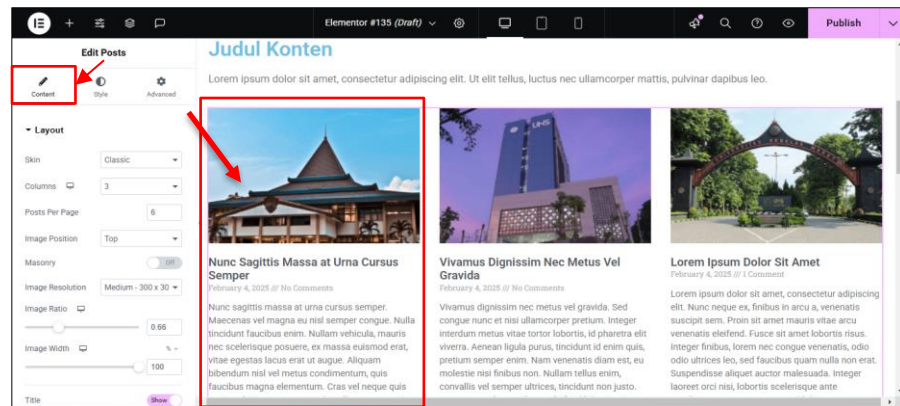 Elementor #135 (Draft)
Publish
Edit Posts
Content
Style
Advanced
Layout
Skin
Classic
Columns
3
Posts Per Page
6
Image Position
Top
Masonry
Off
Image Resolution
Medium - 300 x 30
Image Ratio
0.66
Image Width
%
100
Title
Show
Judul Konten
Lorem ipsum dolor sit amet, consectetur adipiscing elit. Ut elit tellus, luctus nec ullamcorper mattis, pulvinar dapibus leo.
Nunc Sagittis Massa at Urna Cursus
Semper
February 4, 2025 /// No Comments
Nunc sagittis massa at urna cursus semper.
Maecenas vel magna eu nisl semper congue. Nulla
tincidunt faucibus enim. Nullam vehicula, mauris
nec scelerisque posuere, ex massa euismod erat,
vitae egestas lacus erat ut augue. Aliquam
bibendum nisl vel metus condimentum, quis
faucibus magna elementum. Cras vel neque quis
UHS
Vivamus Dignissim Nec Metus Vel
Gravida
February 4, 2025 /// No Comments
Vivamus dignissim nec metus vel gravida. Sed
congue nunc et nisi ullamcorper pretium. Integer
interdum metus vitae tortor lobortis, id pharetra elit
viverra. Aenean ligula purus, tincidunt id enim quis,
pretium semper enim. Nam venenatis diam est, eu
molestie nisi finibus non. Nullam tellus enim,
convallis vel semper ultrices, tincidunt non justo.
Lorem Ipsum Dolor Sit Amet
February 4, 2025 /// 1 Comment
Lorem ipsum dolor sit amet, consectetur adipiscing
elit. Nunc neque ex, finibus in arcu a, venenatis
suscipit sem. Proin sit amet mauris vitae arcu
venenatis eleifend. Fusce sit amet lobortis risus.
Integer finibus, lorem nec congue venenatis, odio
odio ultrices leo, sed faucibus quam nulla non erat.
Suspendisse aliquet auctor malesuada. Integer
laoreet orci nisi, lobortis scelerisque ante